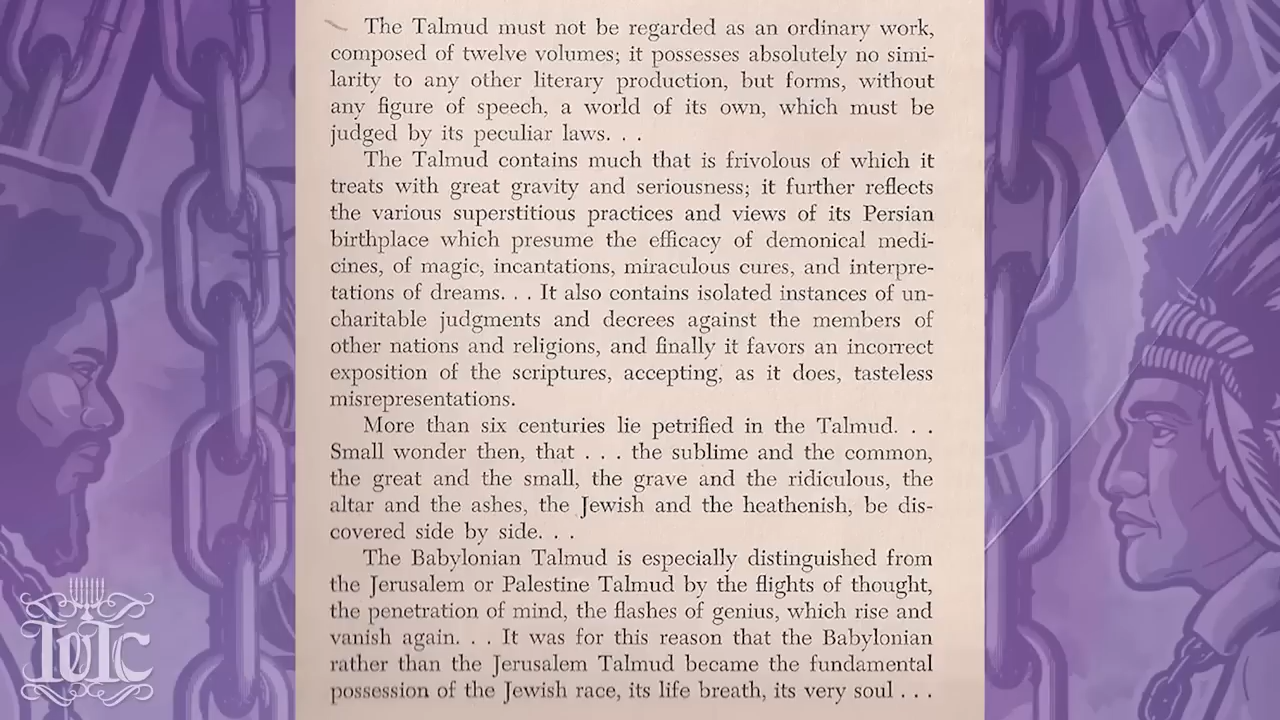 The Talmud must not be regarded as an ordinary work,
composed of twelve volumes; it possesses absolutely no simi-
larity to any other literary production, but forms, without
any figure of speech, a world of its own, which must be
judged by its peculiar laws. . .
The Talmud contains much that is frivolous of which it
treats with great gravity and seriousness; it further reflects
the various superstitious practices and views of its Persian
birthplace which presume the efficacy of demonical medi-
cines, of magic, incantations, miraculous cures, and interpre-
tations of dreams. . . It also contains isolated instances of un-
charitable judgments and decrees against the members of
other nations and religions, and finally it favors an incorrect
exposition of the scriptures, accepting, as it does, tasteless
misrepresentations.
More than six centuries lie petrified in the Talmud. . .
Small wonder then, that . . . the sublime and the common,
the great and the small, the grave and the ridiculous, the
altar and the ashes, the Jewish and the heathenish, be dis-
covered side by side. . .
The Babylonian Talmud is especially distinguished from
the Jerusalem or Palestine Talmud by the flights of thought,
the penetration of mind, the flashes of genius, which rise and
vanish again. . . It was for this reason that the Babylonian
rather than the Jerusalem Talmud became the fundamental
possession of the Jewish race, its life breath, its very soul . . .
IUIC